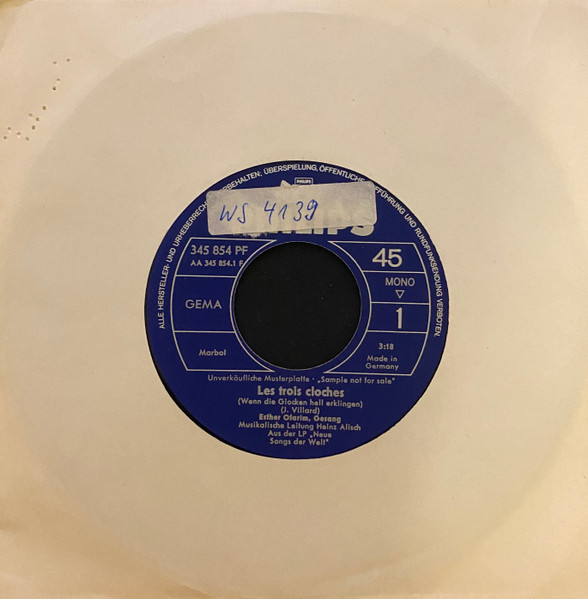 ALLE HERSTELLER- UND URHEBERRECHTE VORBEHALTEN: ÜBERSPIELUNG, ÖFFENTLICHE AUFFÜHRUNG UND RUNDFUNKSENDUNG VERBOTEN.
PHILIPS
WS 4139
345 854 PF
AA 345 854.1 F
45
GEMA
MONO
1
Marbol
3:18
Made in
Germany
Unverkäufliche Musterplatte · „Sample not for sale"
Les trois cloches
(Wenn die Glocken hell erklingen)
(J. Villard)
Esther Ofarim, Gesang
Musikalische Leitung Heinz Alisch
Aus der LP „Neue
Songs der Welt"